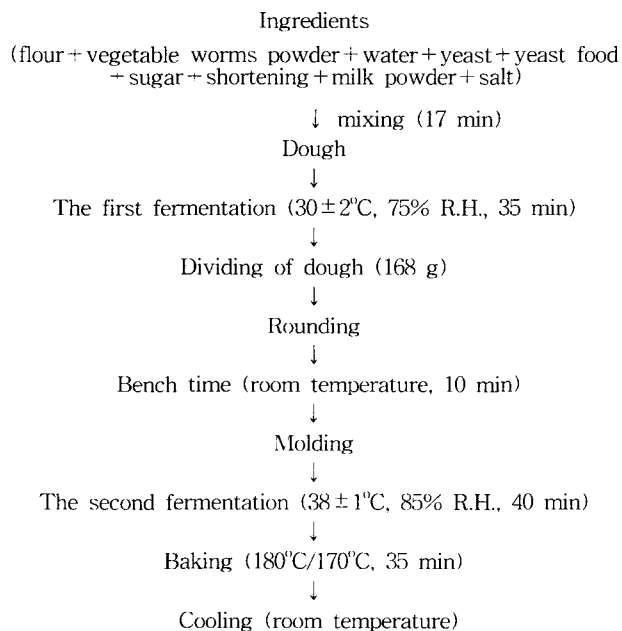 Ingredients
(flour+vegetable worms powder+water+yeast+yeast food
+sugar+shortening+milk powder+salt)
↓ mixing (17 min)
Dough
↓
The first fermentation (30±2°C, 75% R.H., 35 min)
↓
Dividing of dough (168 g)
↓
Rounding
↓
Bench time (room temperature, 10 min)
↓
Molding
↓
The second fermentation (38±1°C, 85% R.H., 40 min)
↓
Baking (180°C/170°C, 35 min)
↓
Cooling (room temperature)